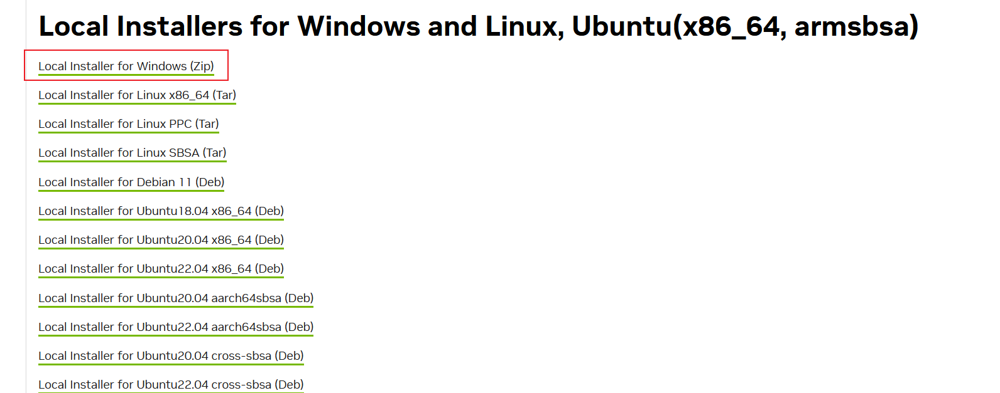 Local Installers for Windows and Linux, Ubuntu(x86_64, armsbsa)
Local Installer for Windows (Zip)
Local Installer for Linux x86_64 (Tar)
Local Installer for Linux PPC (Tar)
Local Installer for Linux SBSA (Tar)
Local Installer for Debian 11 (Deb)
Local Installer for Ubuntu18.04 x86_64 (Deb)
Local Installer for Ubuntu20.04 x86_64 (Deb)
Local Installer for Ubuntu22.04 x86_64 (Deb)
Local Installer for Ubuntu20.04 aarch64sbsa (Deb)
Local Installer for Ubuntu22.04 aarch64sbsa (Deb)
Local Installer for Ubuntu20.04 cross-sbsa (Deb)
Local Installer for Ubuntu22.04 cross-sbsa (Deb)